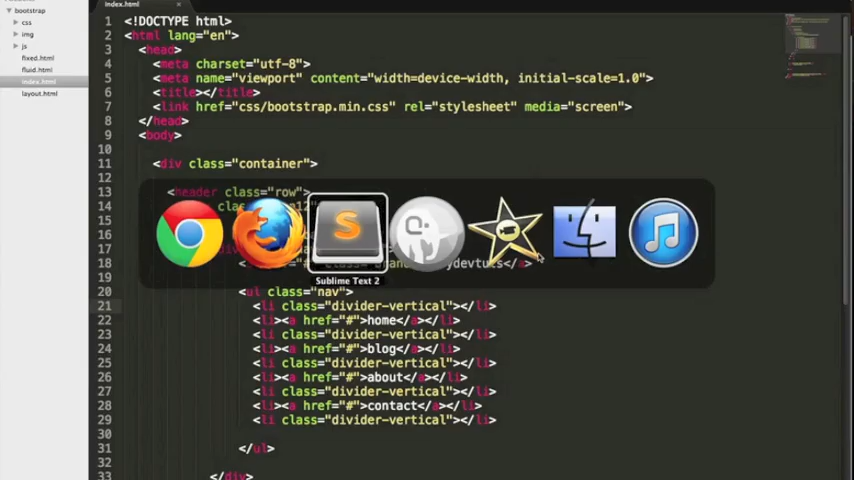 index.html
bootstrap
css
img
js
fixed.html
fluid.html
index.html
layout.html
1 <!DOCTYPE html>
2 <html lang="en">
3 <head>
4 <meta charset="utf-8">
5 <meta name="viewport" content="width=device-width, initial-scale=1.0">
6 <title></title>
7 <link href="css/bootstrap.min.css" rel="stylesheet" media="screen">
8 </head>
9 <body>
10
11 <div class="container">
12
13 <header class="row">
14
15
16
17
18
19
20 <ul class="nav">
21 <li class="divider-vertical"></li>
22 <li><a href="#">home</a></li>
23 <li class="divider-vertical"></li>
24 <li><a href="#">blog</a></li>
25 <li class="divider-vertical"></li>
26 <li><a href="#">about</a></li>
27 <li class="divider-vertical"></li>
28 <li><a href="#">contact</a></li>
29 <li class="divider-vertical"></li>
30
31 </ul>
32
33 </div>
Sublime Text 2